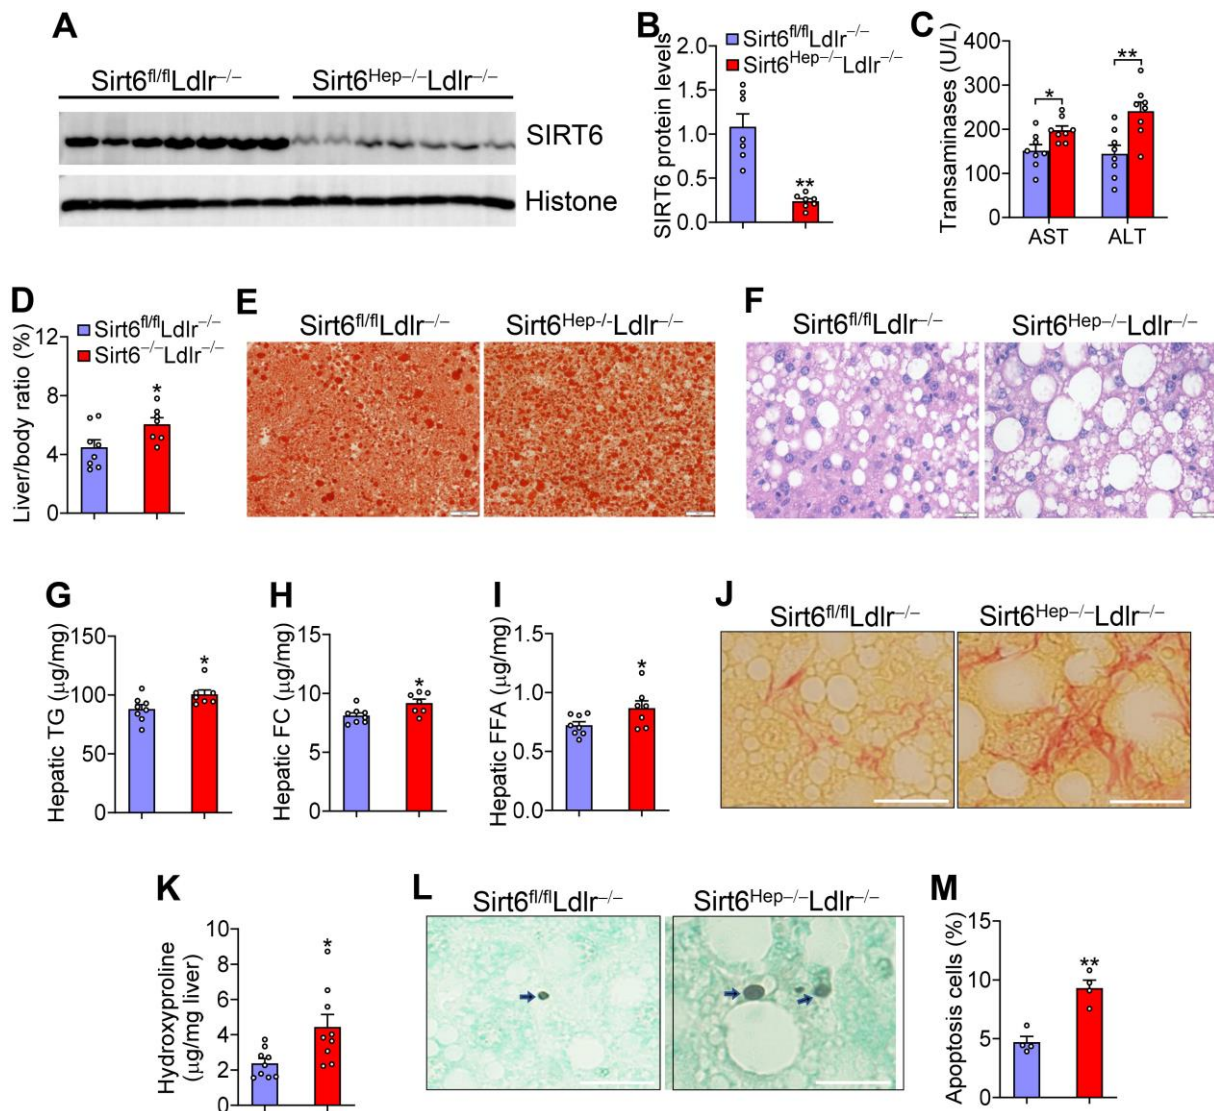 A
Sirt6fl/flLdlr−/−
Sirt6Hep−/−Ldlr−/−
SIRT6
Histone
B
SIRT6 protein levels
2.0
1.5
1.0
0.5
0.0
Sirt6fl/flLdlr−/−
Sirt6Hep−/−Ldlr−/−
**
C
Transaminases (U/L)
400
300
200
100
0
*
**
AST
ALT
D
Liver/body ratio (%)
12
8
4
0
Sirt6fl/flLdlr−/−
Sirt6−/−Ldlr−/−
*
E
Sirt6fl/flLdlr−/−
Sirt6Hep-/-Ldlr−/−
F
Sirt6fl/flLdlr−/−
Sirt6Hep−/−Ldlr−/−
G
Hepatic TG (µg/mg)
150
100
50
0
*
H
Hepatic FC (µg/mg)
15
10
5
0
*
I
Hepatic FFA (µg/mg)
1.5
1.0
0.5
0.0
*
J
Sirt6fl/flLdlr−/−
Sirt6Hep−/−Ldlr−/−
K
Hydroxyproline
(µg/mg liver)
10
8
6
4
2
0
*
L
Sirt6fl/flLdlr−/−
Sirt6Hep−/−Ldlr−/−
M
Apoptosis cells (%)
15
10
5
0
**